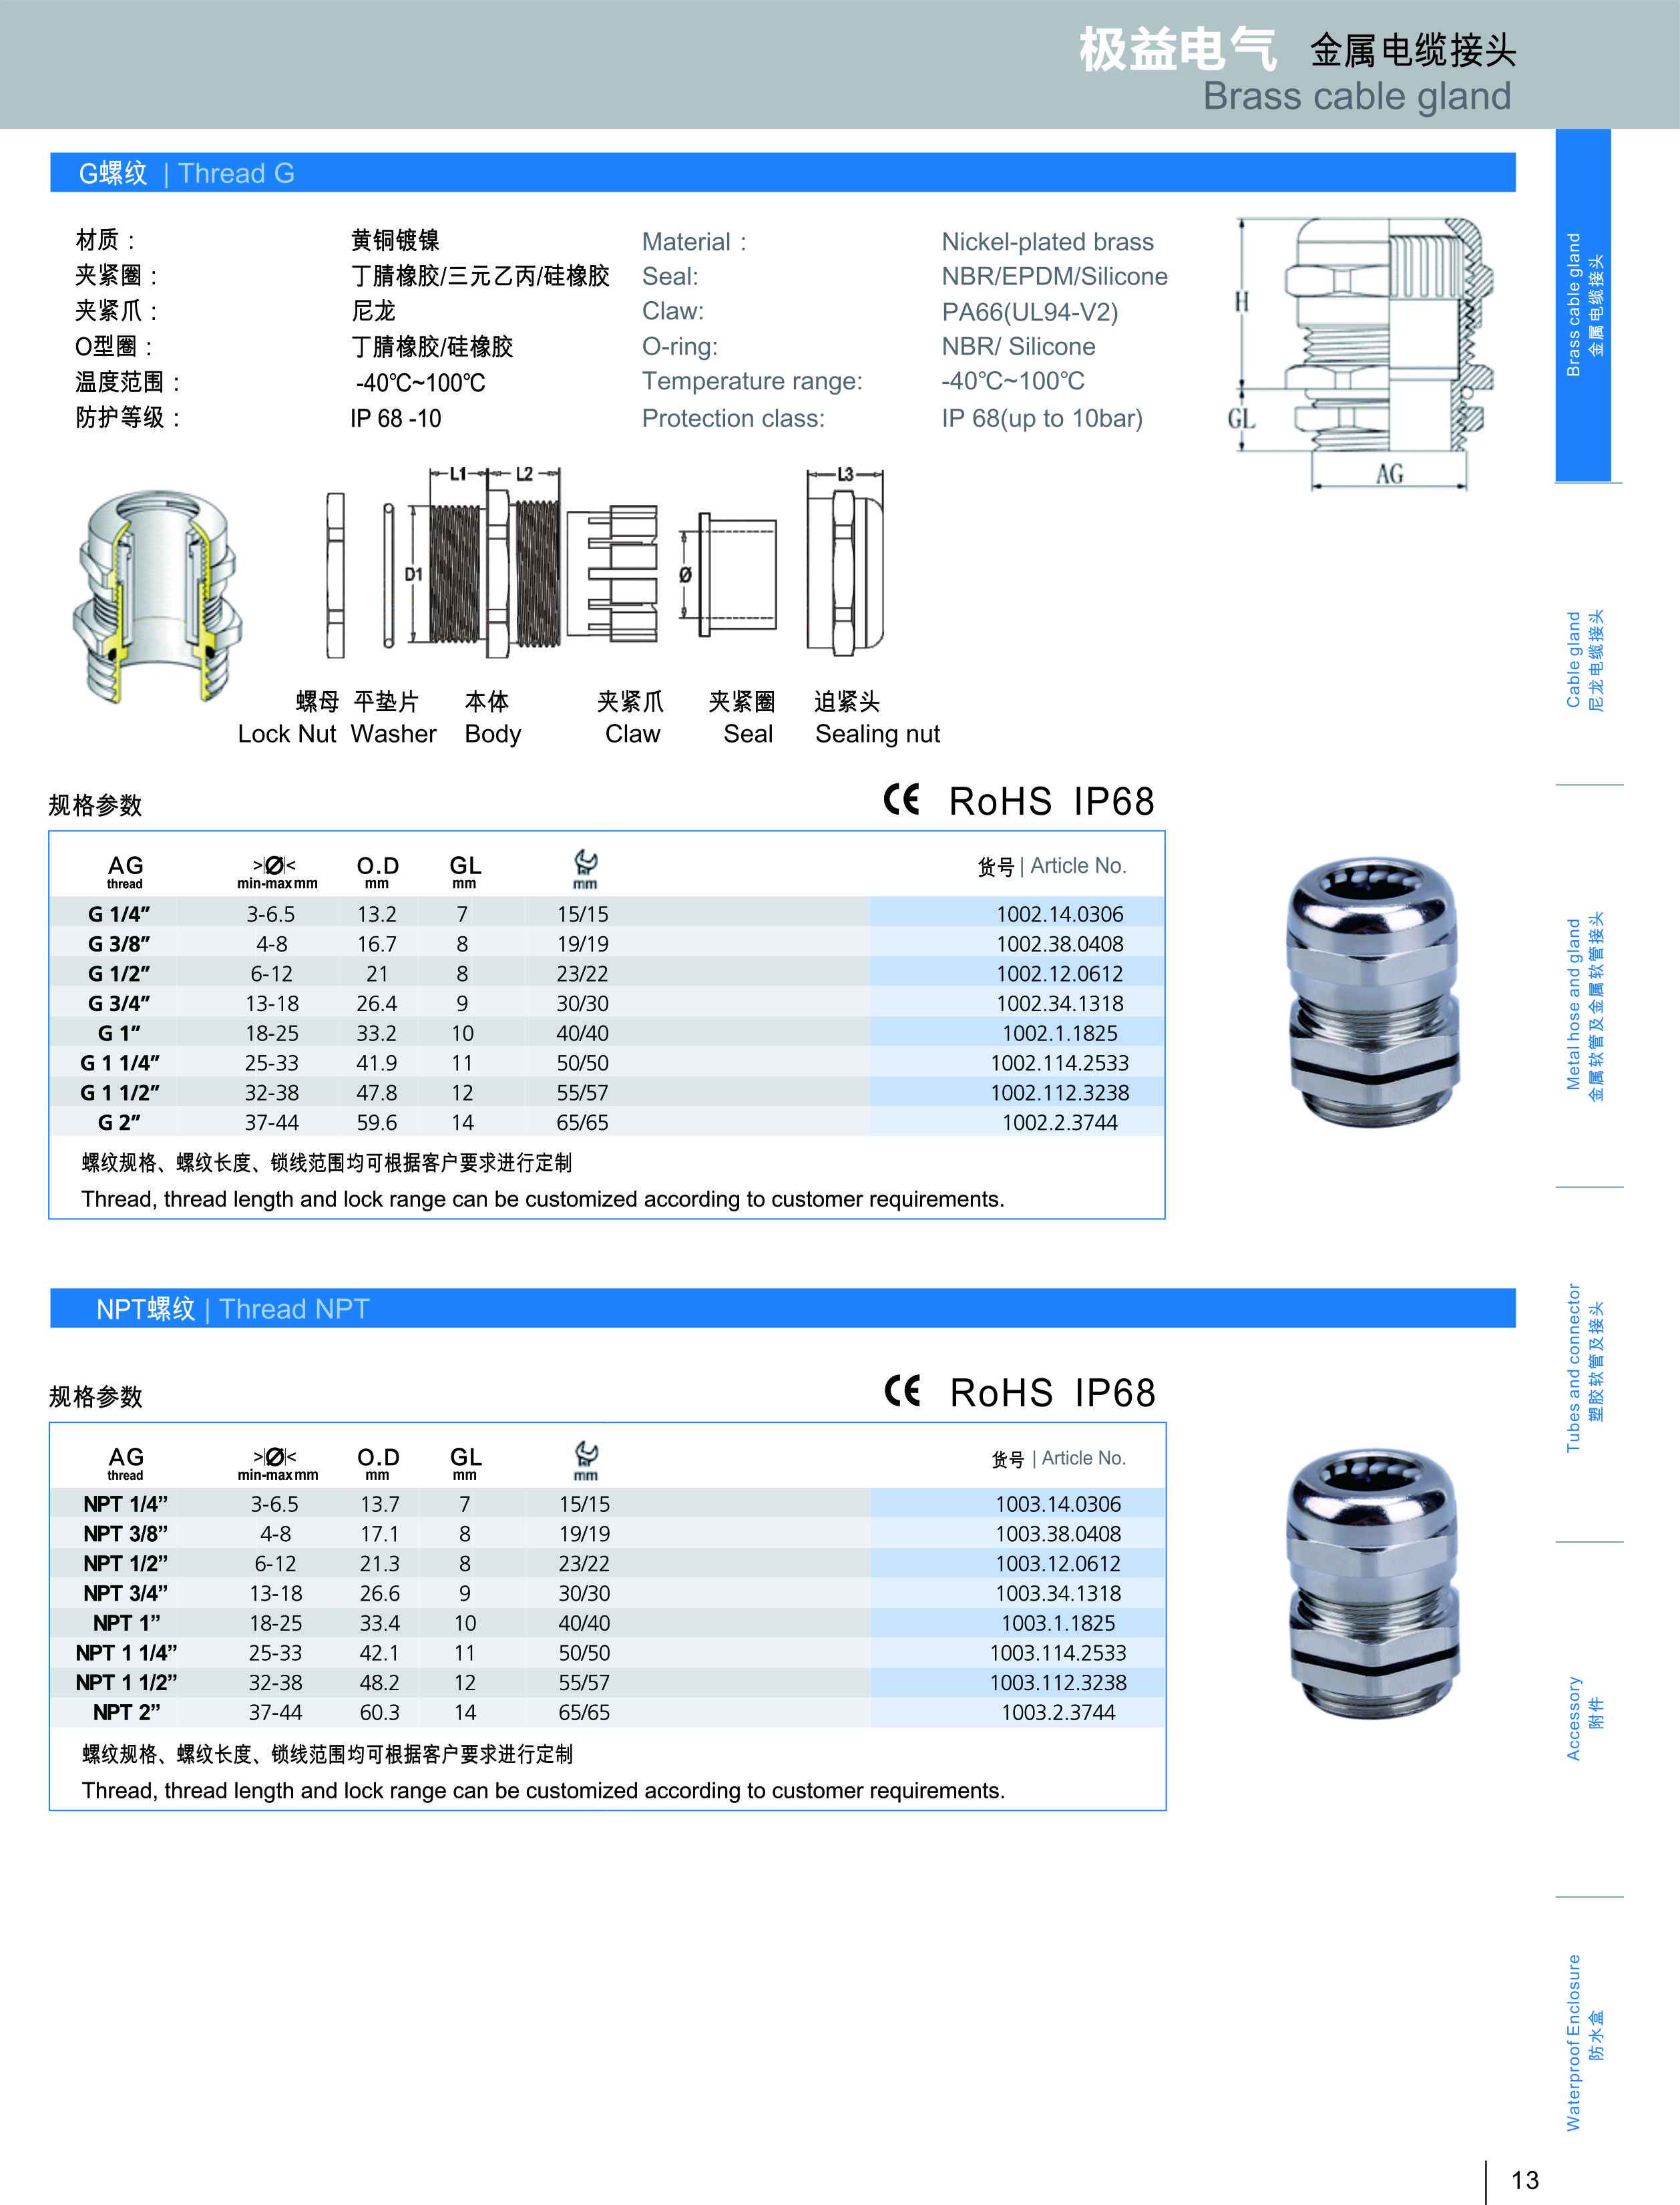 极益电气 金属电缆接头
Brass cable gland
G螺纹 | Thread G
材质： 黄铜镀镍 Material： Nickel-plated brass
夹紧圈： 丁腈橡胶/三元乙丙/硅橡胶 Seal: NBR/EPDM/Silicone
夹紧爪： 尼龙 Claw: PA66(UL94-V2)
O型圈： 丁腈橡胶/硅橡胶 O-ring: NBR/ Silicone
温度范围： -40℃~100℃ Temperature range: -40℃~100℃
防护等级： IP 68 -10 Protection class: IP 68(up to 10bar)
H
GL
AG
L1 L2 L3
D1 Ø
螺母 平垫片 本体 夹紧爪 夹紧圈 迫紧头
Lock Nut Washer Body Claw Seal Sealing nut
规格参数 CE RoHS IP68
AG >|Ø|< O.D GL 货号 | Article No.
thread min-max mm mm mm mm
G 1/4” 3-6.5 13.2 7 15/15 1002.14.0306
G 3/8” 4-8 16.7 8 19/19 1002.38.0408
G 1/2” 6-12 21 8 23/22 1002.12.0612
G 3/4” 13-18 26.4 9 30/30 1002.34.1318
G 1” 18-25 33.2 10 40/40 1002.1.1825
G 1 1/4” 25-33 41.9 11 50/50 1002.114.2533
G 1 1/2” 32-38 47.8 12 55/57 1002.112.3238
G 2” 37-44 59.6 14 65/65 1002.2.3744
螺纹规格、螺纹长度、锁线范围均可根据客户要求进行定制
Thread, thread length and lock range can be customized according to customer requirements.
NPT螺纹 | Thread NPT
规格参数 CE RoHS IP68
AG >|Ø|< O.D GL 货号 | Article No.
thread min-max mm mm mm mm
NPT 1/4” 3-6.5 13.7 7 15/15 1003.14.0306
NPT 3/8” 4-8 17.1 8 19/19 1003.38.0408
NPT 1/2” 6-12 21.3 8 23/22 1003.12.0612
NPT 3/4” 13-18 26.6 9 30/30 1003.34.1318
NPT 1” 18-25 33.4 10 40/40 1003.1.1825
NPT 1 1/4” 25-33 42.1 11 50/50 1003.114.2533
NPT 1 1/2” 32-38 48.2 12 55/57 1003.112.3238
NPT 2” 37-44 60.3 14 65/65 1003.2.3744
螺纹规格、螺纹长度、锁线范围均可根据客户要求进行定制
Thread, thread length and lock range can be customized according to customer requirements.
Brass cable gland
金属电缆接头
Cable gland
尼龙电缆接头
Metal hose and gland
金属软管及金属软管接头
Tubes and connector
塑胶软管及接头
Accessory
附件
Waterproof Enclosure
防水盒
13